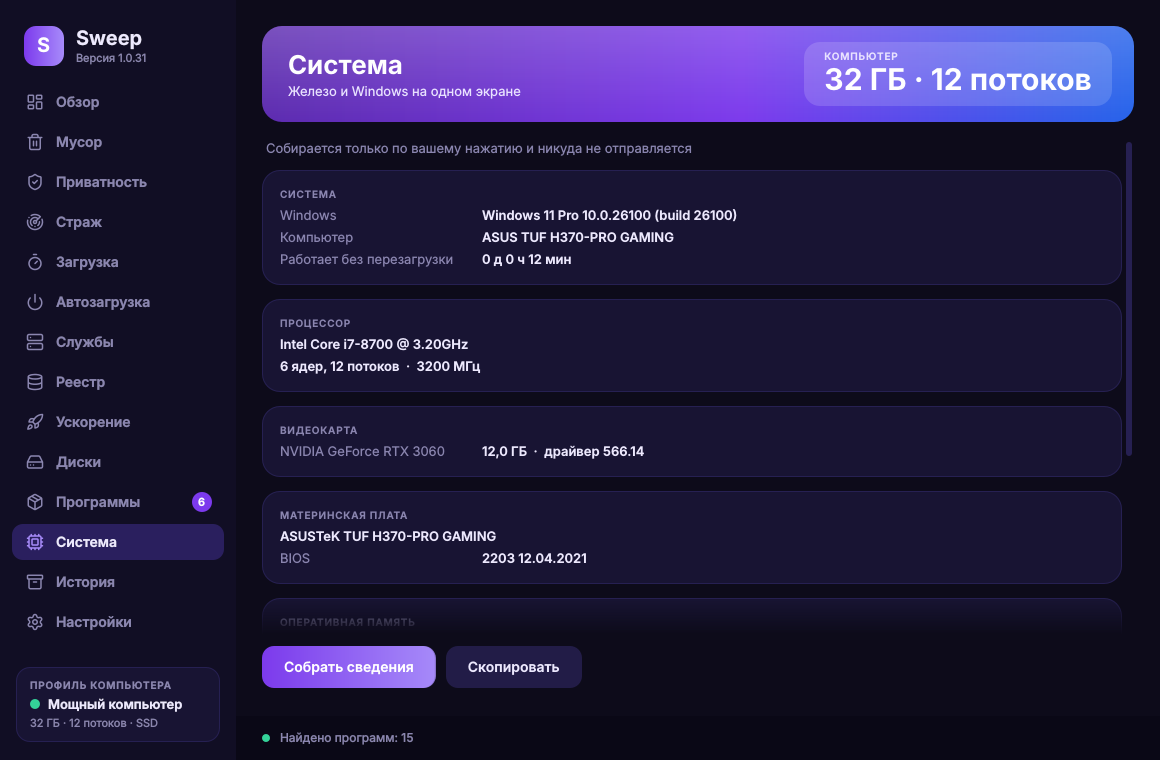 S
Sweep
Версия 1.0.31
Обзор
Мусор
Приватность
Страж
Загрузка
Автозагрузка
Службы
Реестр
Ускорение
Диски
Программы 6
Система
История
Настройки
ПРОФИЛЬ КОМПЬЮТЕРА
Мощный компьютер
32 ГБ · 12 потоков · SSD
Система
Железо и Windows на одном экране
КОМПЬЮТЕР
32 ГБ · 12 потоков
Собирается только по вашему нажатию и никуда не отправляется
СИСТЕМА
Windows Windows 11 Pro 10.0.26100 (build 26100)
Компьютер ASUS TUF H370-PRO GAMING
Работает без перезагрузки 0 д 0 ч 12 мин
ПРОЦЕССОР
Intel Core i7-8700 @ 3.20GHz
6 ядер, 12 потоков · 3200 МГц
ВИДЕОКАРТА
NVIDIA GeForce RTX 3060 12,0 ГБ · драйвер 566.14
МАТЕРИНСКАЯ ПЛАТА
ASUSTeK TUF H370-PRO GAMING
BIOS 2203 12.04.2021
ОПЕРАТИВНАЯ ПАМЯТЬ
Собрать сведения
Скопировать
Найдено программ: 15